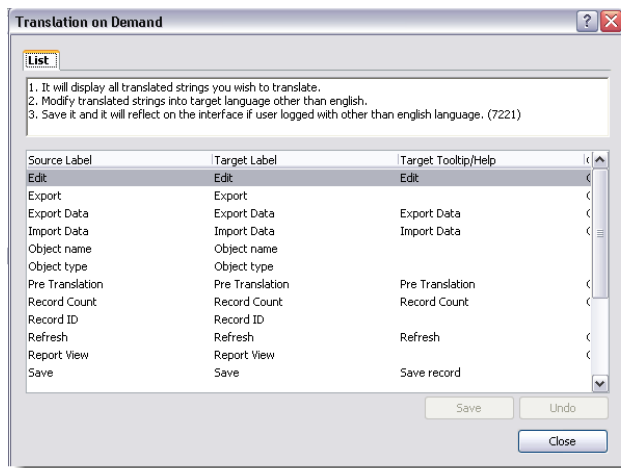 Translation on Demand
List
1. It will display all translated strings you wish to translate.
2. Modify translated strings into target language other than english.
3. Save it and it will reflect on the interface if user logged with other than english language. (7221)
Source Label Target Label Target Tooltip/Help
Edit Edit Edit
Export Export
Export Data Export Data Export Data
Import Data Import Data Import Data
Object name Object name
Object type Object type
Pre Translation Pre Translation Pre Translation
Record Count Record Count Record Count
Record ID Record ID
Refresh Refresh Refresh
Report View Report View
Save Save Save record
Save Undo
Close